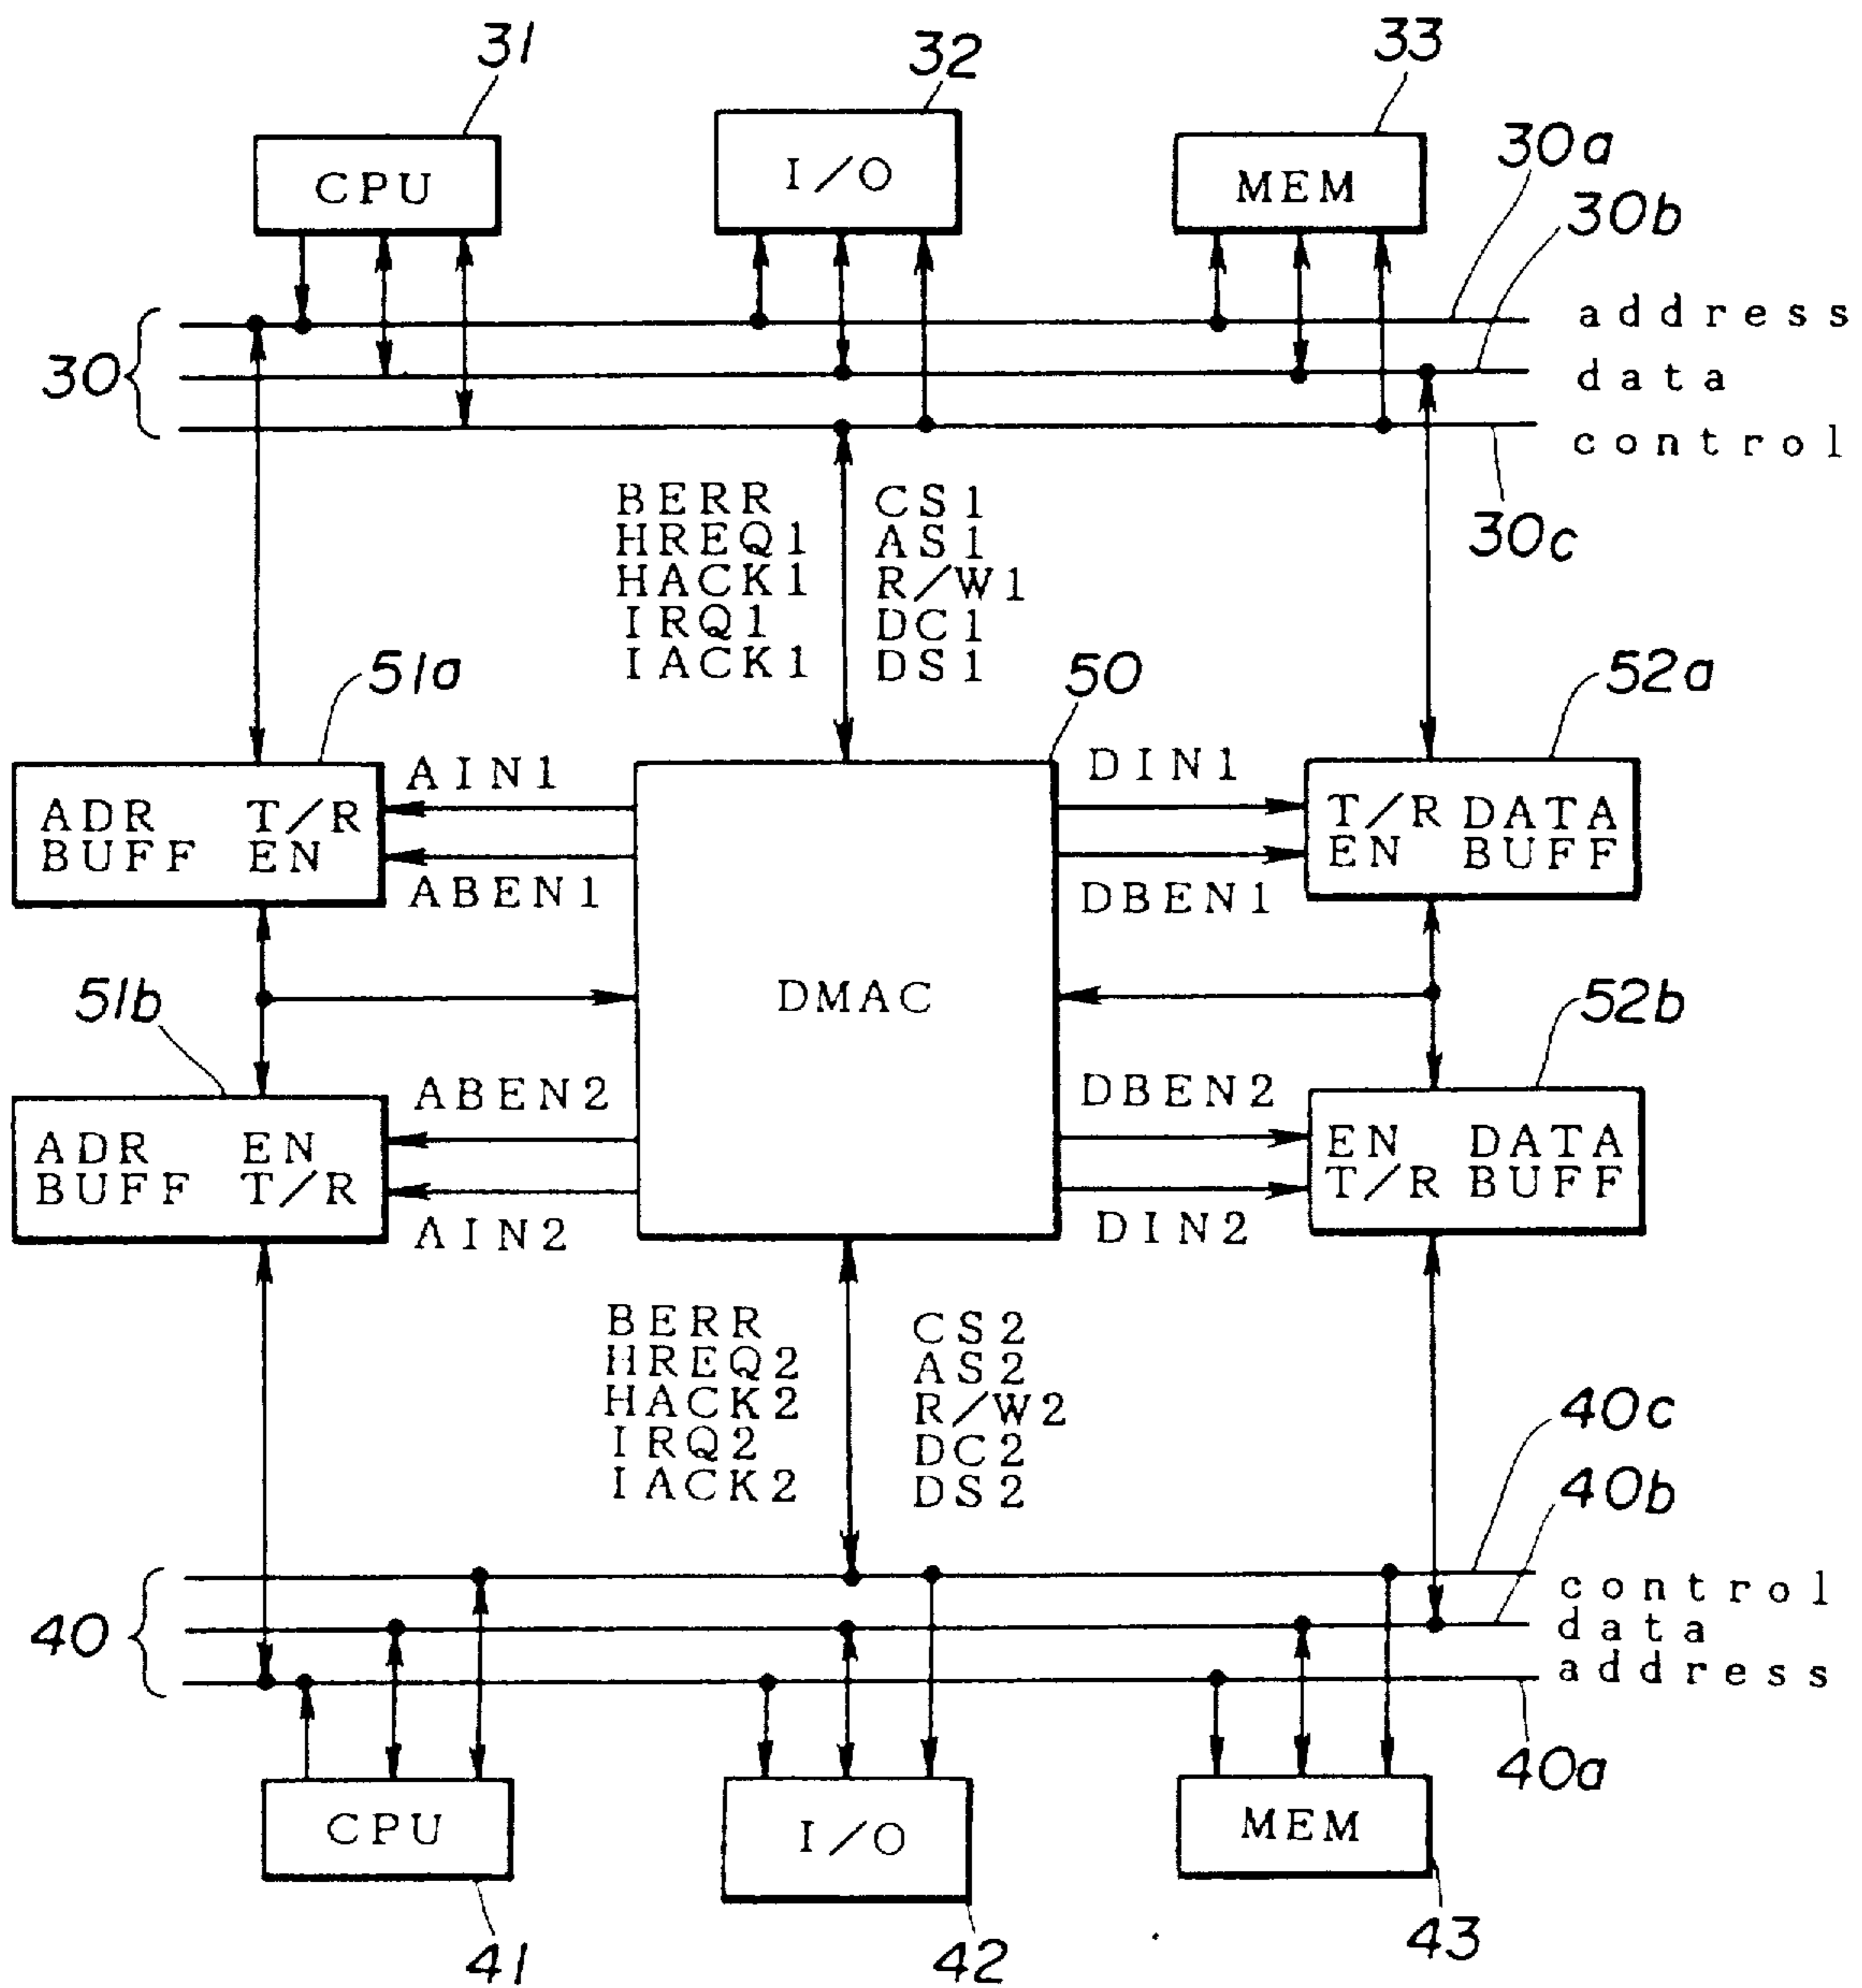 31
32
33
CPU
I/O
MEM
30a
30b
address
30
data
control
30c
BERR CS1
HREQ1 AS1
HACK1 R/W1
IRQ1 DC1
IACK1 DS1
51a
50
52a
AIN1
DIN1
ADR T/R
BUFF EN
T/R DATA
EN BUFF
ABEN1
DBEN1
DMAC
51b
52b
ABEN2
DBEN2
ADR EN
BUFF T/R
EN DATA
T/R BUFF
AIN2
DIN2
BERR CS2
HREQ2 AS2
HACK2 R/W2
IRQ2 DC2
IACK2 DS2
40c
40b
control
40
data
address
40a
CPU
I/O
MEM
41
42
43